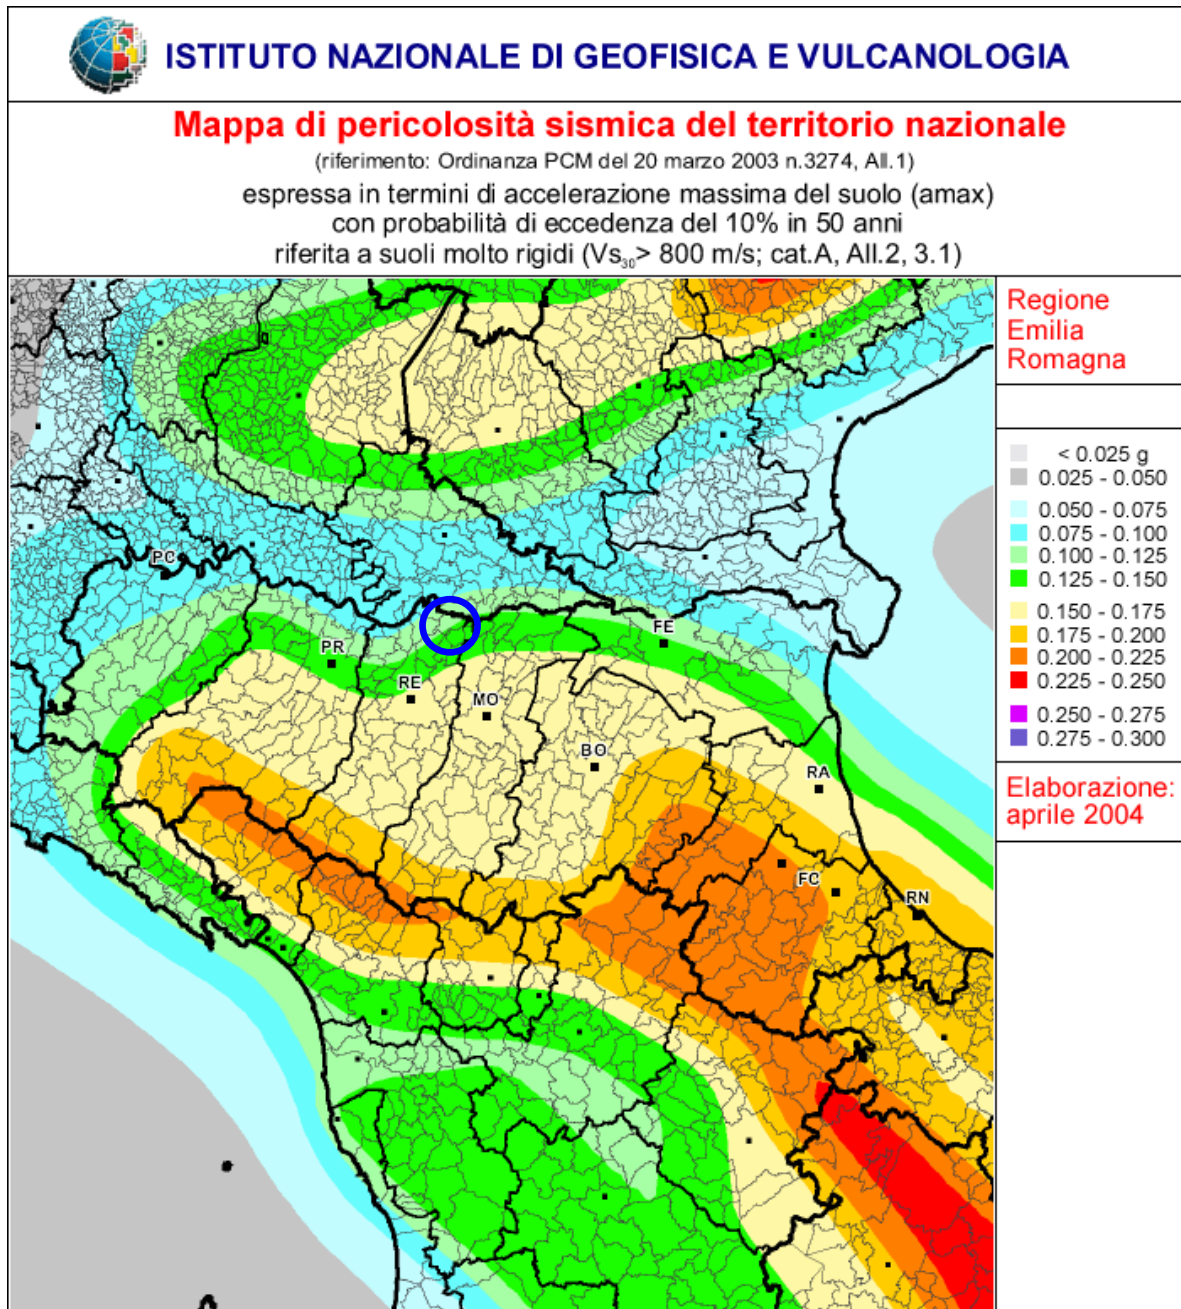 ISTITUTO NAZIONALE DI GEOFISICA E VULCANOLOGIA
Mappa di pericolosità sismica del territorio nazionale
(riferimento: Ordinanza PCM del 20 marzo 2003 n.3274, All.1)
espressa in termini di accelerazione massima del suolo (amax)
con probabilità di eccedenza del 10% in 50 anni
riferita a suoli molto rigidi (Vs₃₀> 800 m/s; cat.A, All.2, 3.1)
Regione
Emilia
Romagna
< 0.025 g
0.025 - 0.050
0.050 - 0.075
0.075 - 0.100
0.100 - 0.125
0.125 - 0.150
0.150 - 0.175
0.175 - 0.200
0.200 - 0.225
0.225 - 0.250
0.250 - 0.275
0.275 - 0.300
Elaborazione:
aprile 2004
PC
PR
RE
MO
FE
BO
RA
FC
RN